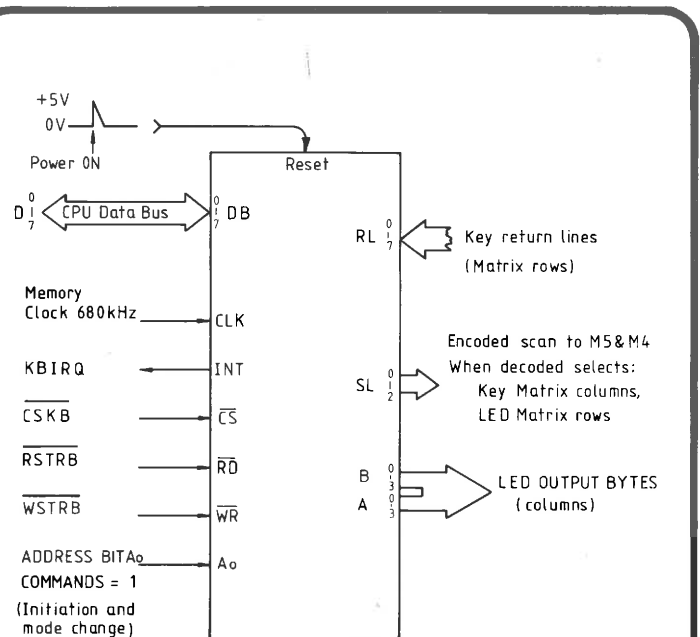 +5V
0V
Power ON
Reset
D 0-7
CPU Data Bus
0-7 DB
RL 0-7
Key return lines
(Matrix rows)
Memory
Clock 680kHz
CLK
KBIRQ
INT
CSKB
CS
RSTRB
RD
WSTRB
WR
ADDRESS BIT Ao
Ao
COMMANDS = 1
(Initiation and
mode change)
Encoded scan to M5&M4
When decoded selects:
SL 0-2
Key Matrix columns,
LED Matrix rows
B 0-3
A 0-3
LED OUTPUT BYTES
(columns)